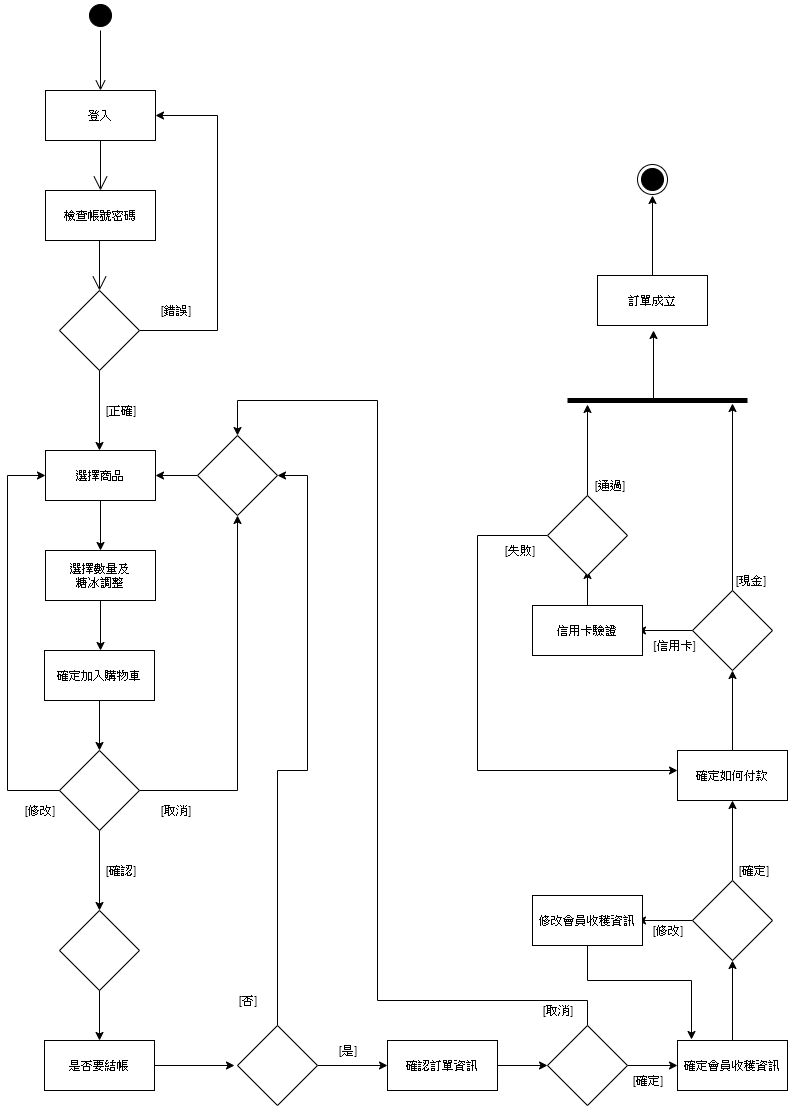 登入
檢查帳號密碼
[錯誤]
[正確]
選擇商品
選擇數量及
糖冰調整
確定加入購物車
[修改]
[取消]
[確認]
是否要結帳
[否]
[是]
確認訂單資訊
[取消]
[確定]
確定會員收穫資訊
修改會員收穫資訊
[修改]
[確定]
確定如何付款
[信用卡]
[現金]
信用卡驗證
[失敗]
[通過]
訂單成立